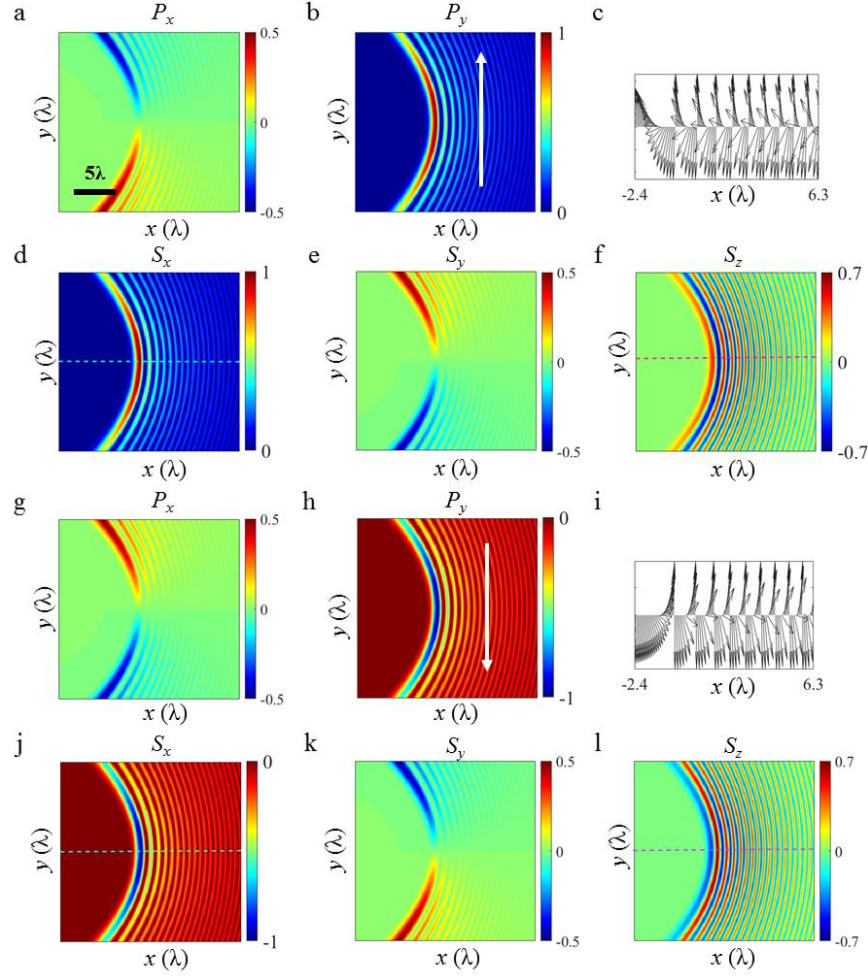 a
P_x
0.5
0
-0.5
5λ
y (λ)
x (λ)
b
P_y
1
0
y (λ)
x (λ)
c
-2.4
x (λ)
6.3
d
S_x
1
0
y (λ)
x (λ)
e
S_y
0.5
0
-0.5
y (λ)
x (λ)
f
S_z
0.7
0
-0.7
y (λ)
x (λ)
g
P_x
0.5
0
-0.5
y (λ)
x (λ)
h
P_y
0
-1
y (λ)
x (λ)
i
-2.4
x (λ)
6.3
j
S_x
0
-1
y (λ)
x (λ)
k
S_y
0.5
0
-0.5
y (λ)
x (λ)
l
S_z
0.7
0
-0.7
y (λ)
x (λ)